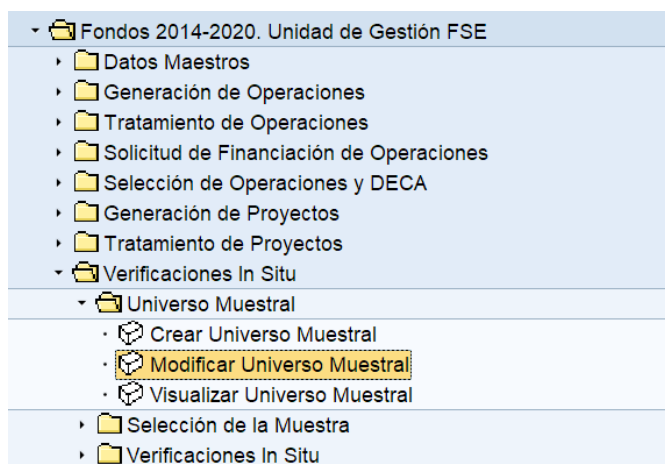 Fondos 2014-2020. Unidad de Gestión FSE
Datos Maestros
Generación de Operaciones
Tratamiento de Operaciones
Solicitud de Financiación de Operaciones
Selección de Operaciones y DECA
Generación de Proyectos
Tratamiento de Proyectos
Verificaciones In Situ
Universo Muestral
Crear Universo Muestral
Modificar Universo Muestral
Visualizar Universo Muestral
Selección de la Muestra
Verificaciones In Situ